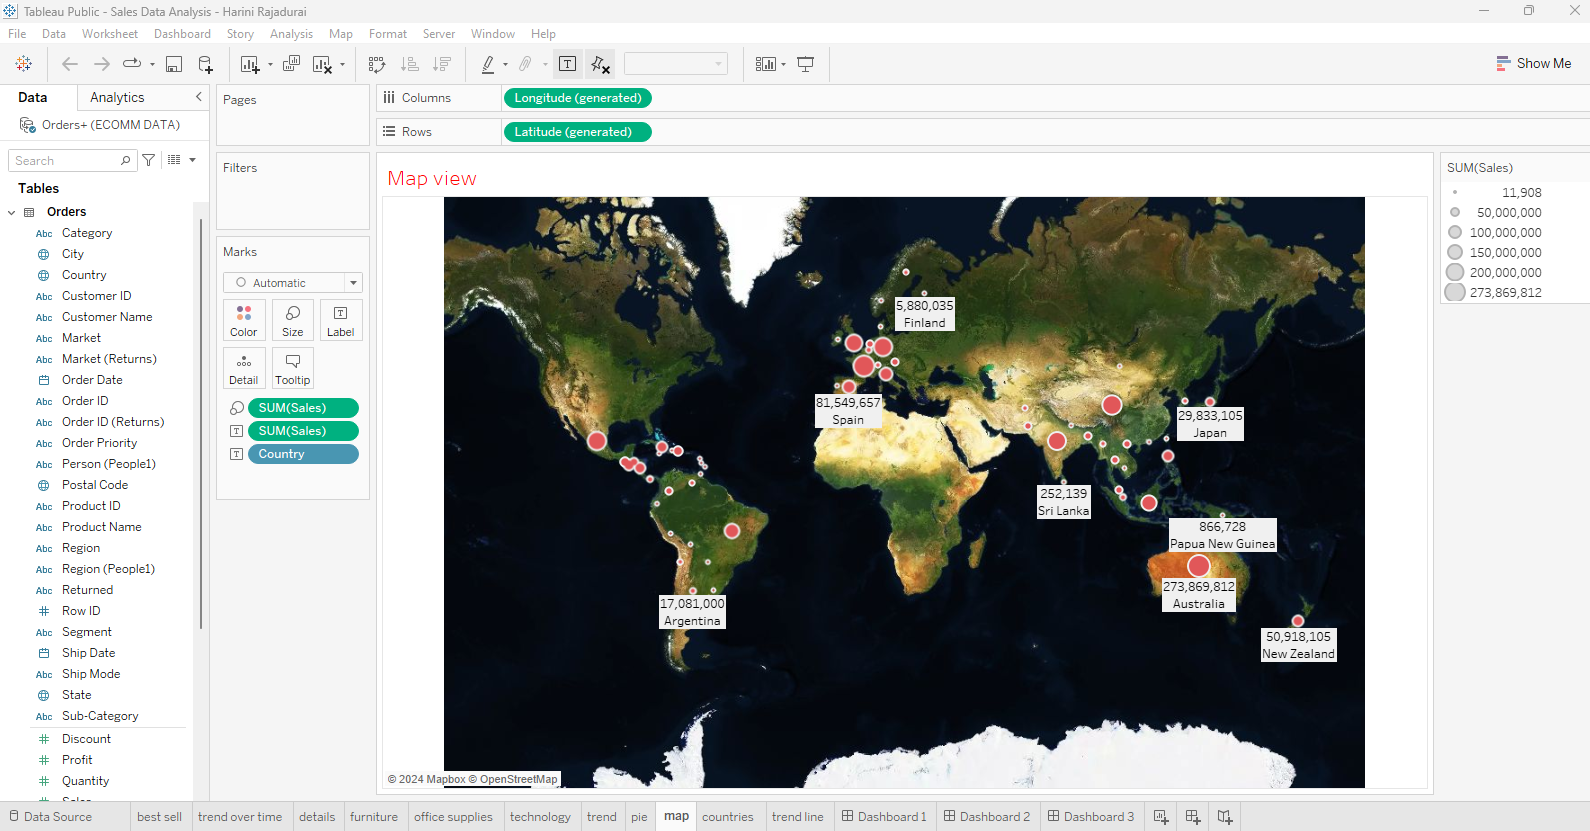 Tableau Public - Sales Data Analysis - Harini Rajadurai
File Data Worksheet Dashboard Story Analysis Map Format Server Window Help
Show Me
Data Analytics
Orders+ (ECOMM DATA)
Search
Tables
Orders
Abc Category
City
Country
Abc Customer ID
Abc Customer Name
Abc Market
Abc Market (Returns)
Order Date
Abc Order ID
Abc Order ID (Returns)
Abc Order Priority
Abc Person (People1)
Postal Code
Abc Product ID
Abc Product Name
Abc Region
Abc Region (People1)
Abc Returned
Row ID
Abc Segment
Ship Date
Abc Ship Mode
State
Abc Sub-Category
Discount
Profit
Quantity
Pages
Filters
Marks
Automatic
Color Size Label
Detail Tooltip
SUM(Sales)
SUM(Sales)
Country
Columns Longitude (generated)
Rows Latitude (generated)
Map view
5,880,035
Finland
81,549,657
Spain
29,833,105
Japan
252,139
Sri Lanka
866,728
Papua New Guinea
273,869,812
Australia
17,081,000
Argentina
50,918,105
New Zealand
© 2024 Mapbox © OpenStreetMap
SUM(Sales)
11,908
50,000,000
100,000,000
150,000,000
200,000,000
273,869,812
Data Source best sell trend over time details furniture office supplies technology trend pie map countries trend line Dashboard 1 Dashboard 2 Dashboard 3